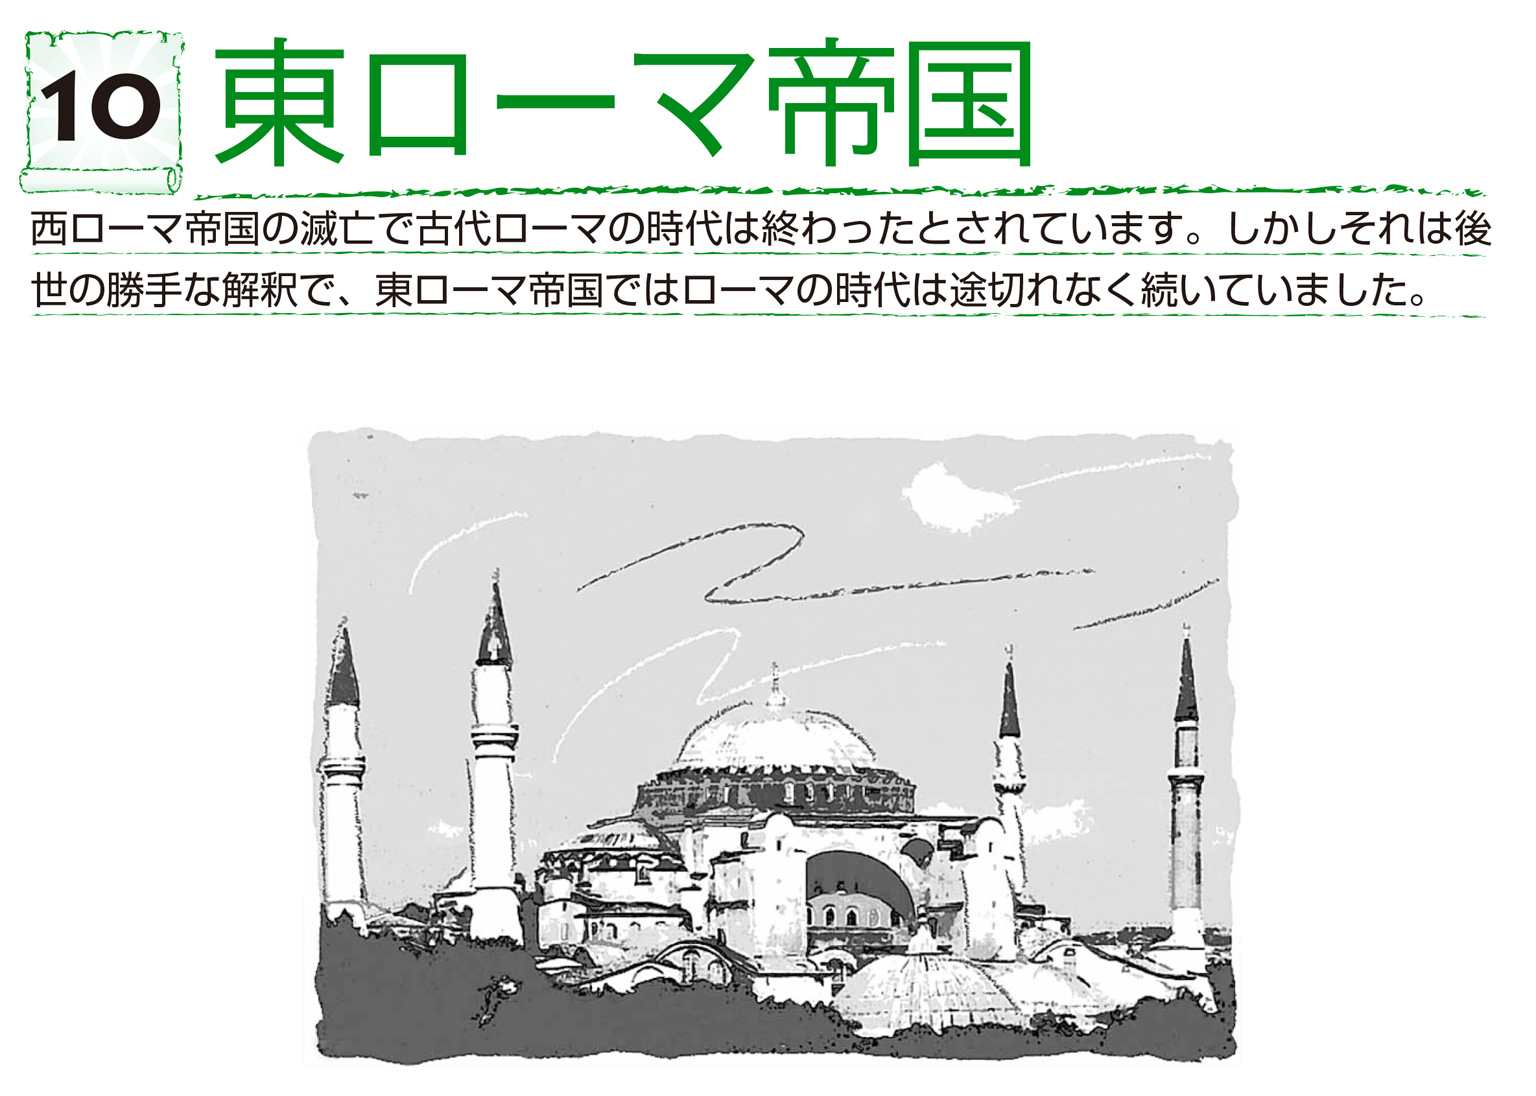 10
東ローマ帝国
西ローマ帝国の滅亡で古代ローマの時代は終わったとされています。しかしそれは後
世の勝手な解釈で、東ローマ帝国ではローマの時代は途切れなく続いていました。